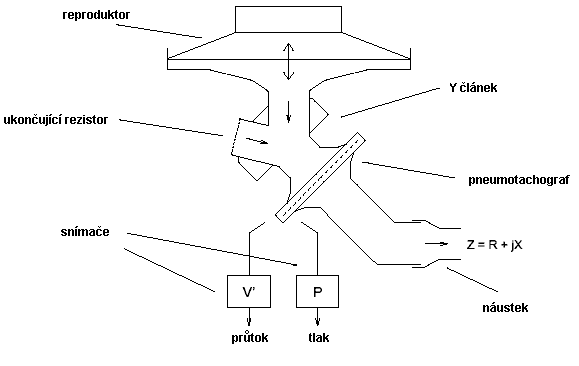 reproduktor
Y článek
ukončující rezistor
pneumotachograf
snímače
Z = R + jX
V' P
náustek
průtok tlak